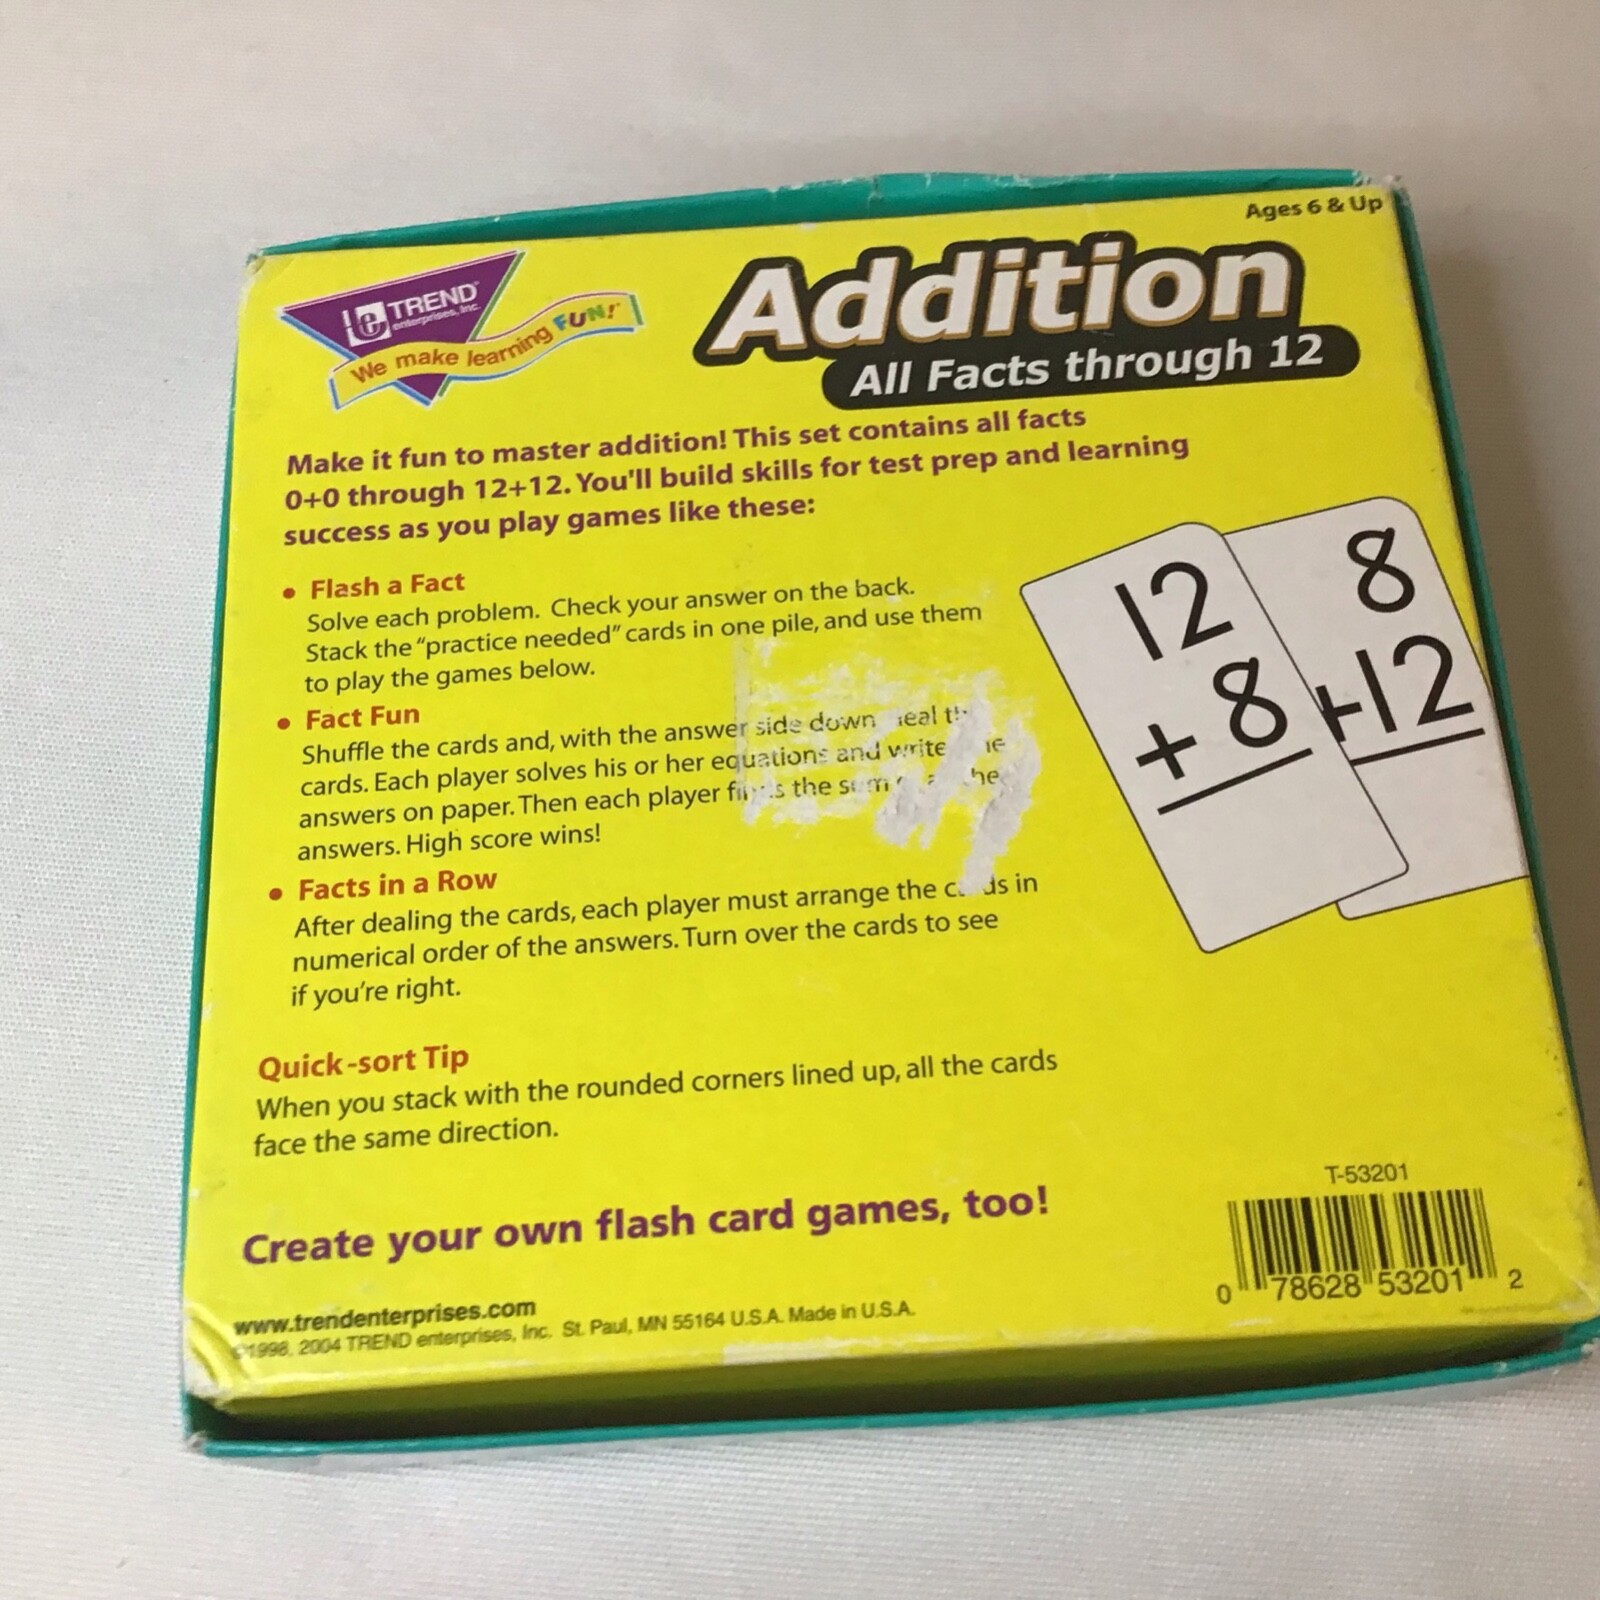 Ages 6 & Up
TREND
enterprises, Inc.
We make learning FUN!
Addition
All Facts through 12
Make it fun to master addition! This set contains all facts
0+0 through 12+12. You'll build skills for test prep and learning
success as you play games like these:
• Flash a Fact
Solve each problem. Check your answer on the back.
Stack the "practice needed" cards in one pile, and use them
to play the games below.
• Fact Fun
Shuffle the cards and, with the answer side down
cards. Each player solves his or her equations and write
answers on paper. Then each player the
answers. High score wins!
• Facts in a Row
After dealing the cards, each player must arrange the in
numerical order of the answers. Turn over the cards to see
if you're right.
12
+8
8
+12
Quick-sort Tip
When you stack with the rounded corners lined up, all the cards
face the same direction.
Create your own flash card games, too!
www.trendenterprises.com
©1998, 2004 TREND enterprises, Inc. St. Paul, MN 55164 U.S.A. Made in U.S.A.
T-53201
0 78628 53201 2